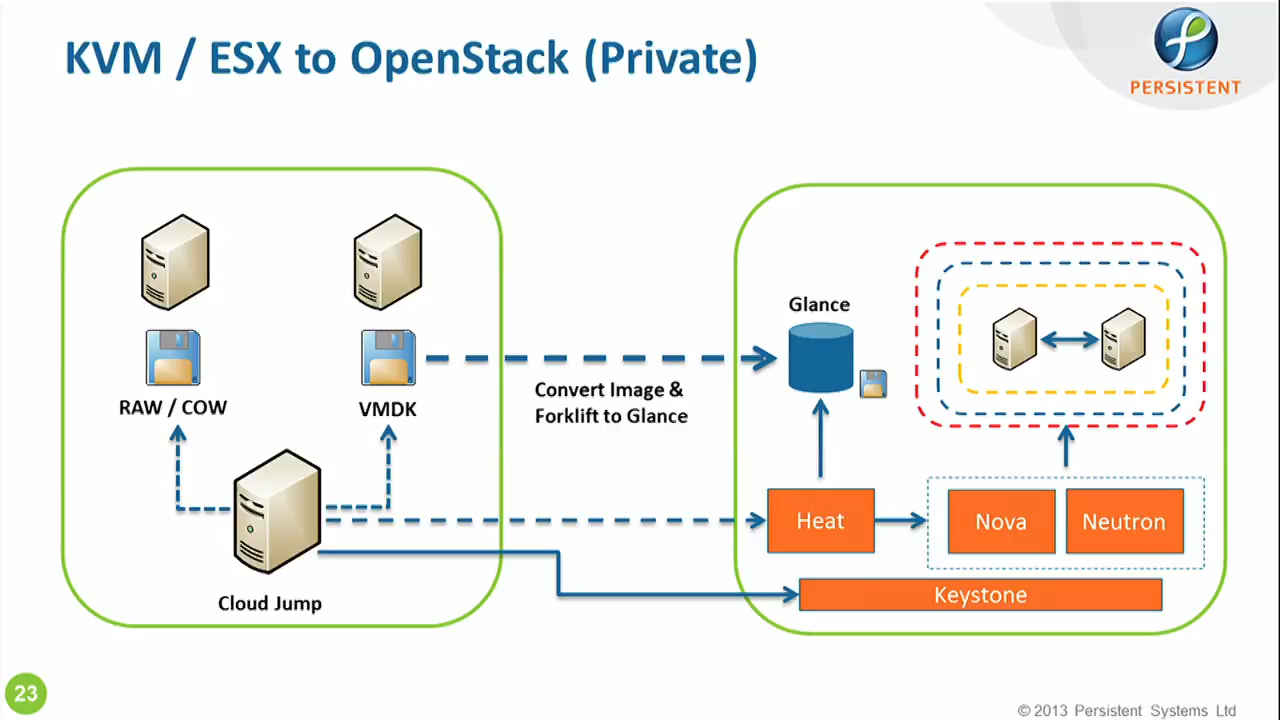 KVM / ESX to OpenStack (Private)
PERSISTENT
Glance
RAW / COW
VMDK
Convert Image &
Forklift to Glance
Heat
Nova
Neutron
Keystone
Cloud Jump
23
© 2013 Persistent Systems Ltd